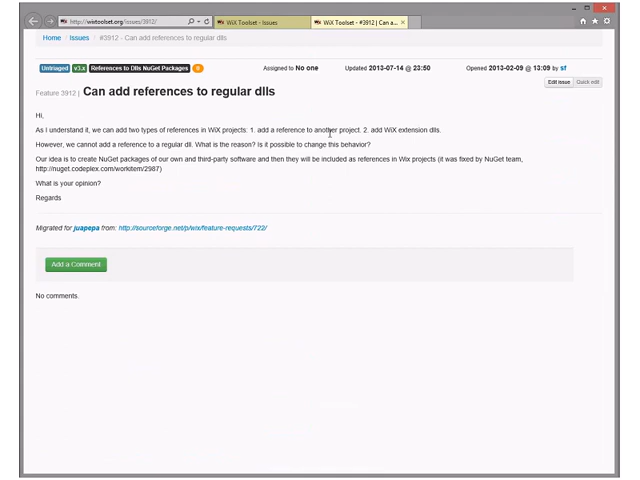 http://wixtoolset.org/issues/3912/
WiX Toolset - Issues
WiX Toolset - #3912 | Can a...
Home / Issues / #3912 - Can add references to regular dlls
Untriaged v3.x References to Dlls NuGet Packages 0 Assigned to No one Updated 2013-07-14 @ 23:50 Opened 2013-02-09 @ 13:09 by sf
Edit issue Quick edit
Feature 3912 | Can add references to regular dlls
Hi,
As I understand it, we can add two types of references in WiX projects: 1. add a reference to another project. 2. add WiX extension dlls.
However, we cannot add a reference to a regular dll. What is the reason? Is it possible to change this behavior?
Our idea is to create NuGet packages of our own and third-party software and then they will be included as references in Wix projects (it was fixed by NuGet team,
http://nuget.codeplex.com/workitem/2987)
What is your opinion?
Regards
Migrated for juapepa from: http://sourceforge.net/p/wix/feature-requests/722/
Add a Comment
No comments.